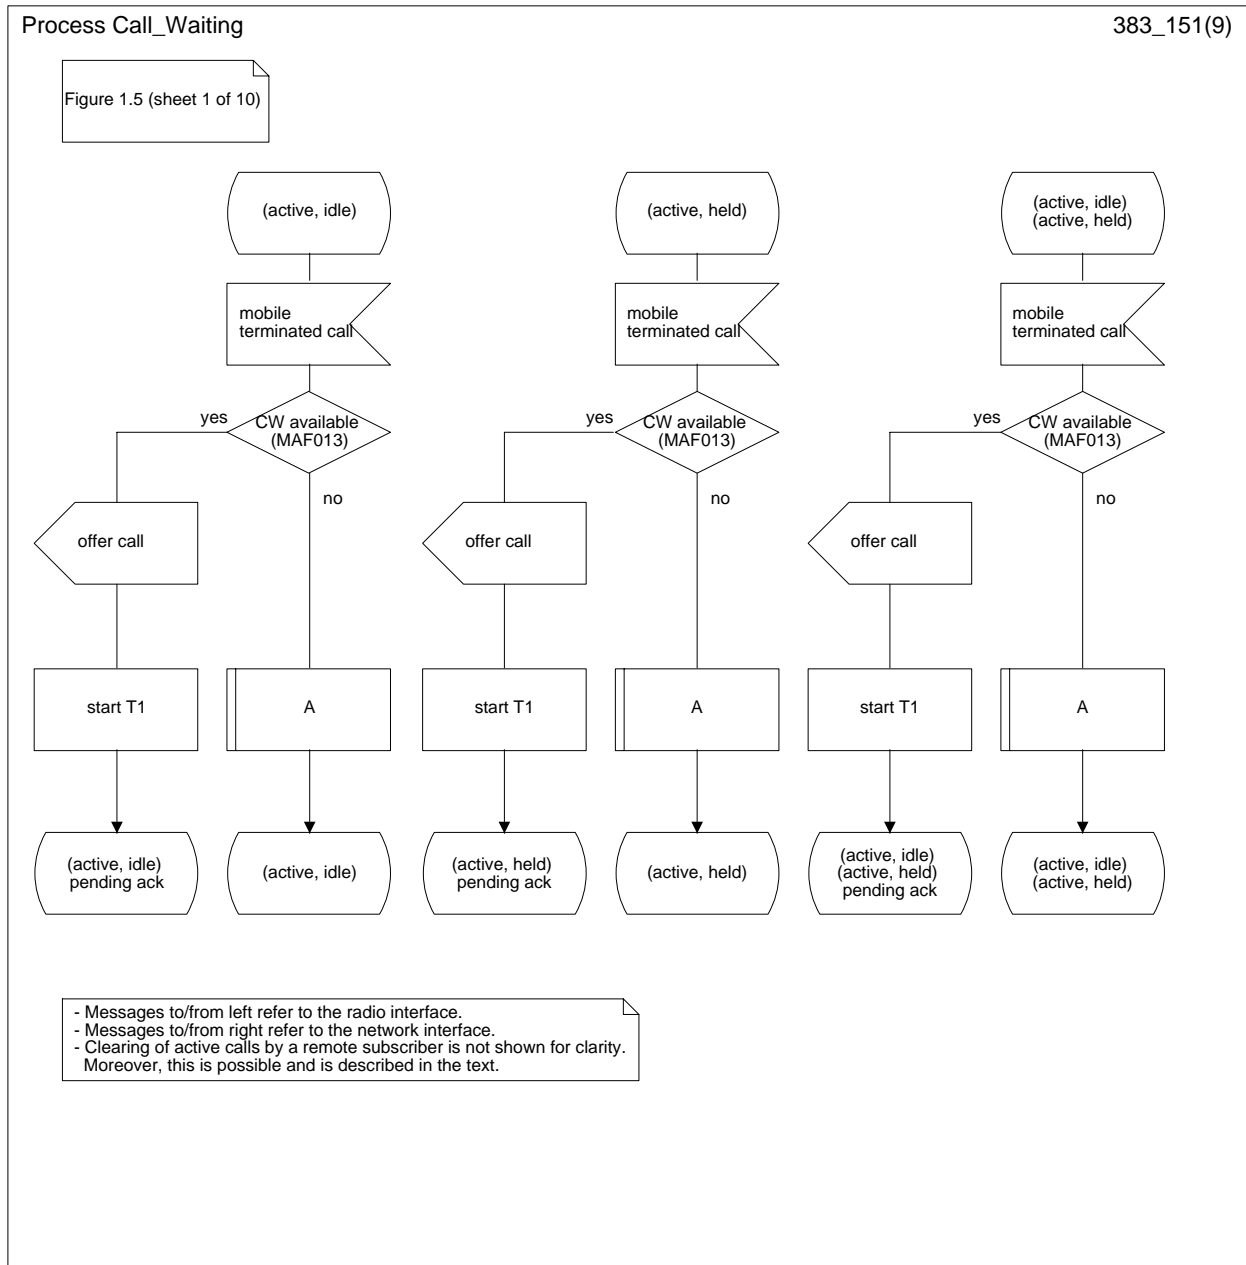 Process Call_Waiting
383_151(9)
Figure 1.5 (sheet 1 of 10)
(active, idle)
(active, held)
(active, idle)
(active, held)
mobile
terminated call
mobile
terminated call
mobile
terminated call
yes
CW available
(MAF013)
no
yes
CW available
(MAF013)
no
yes
CW available
(MAF013)
no
offer call
offer call
offer call
start T1
A
start T1
A
start T1
A
(active, idle)
pending ack
(active, idle)
(active, held)
pending ack
(active, held)
(active, idle)
(active, held)
pending ack
(active, idle)
(active, held)
- Messages to/from left refer to the radio interface.
- Messages to/from right refer to the network interface.
- Clearing of active calls by a remote subscriber is not shown for clarity.
Moreover, this is possible and is described in the text.